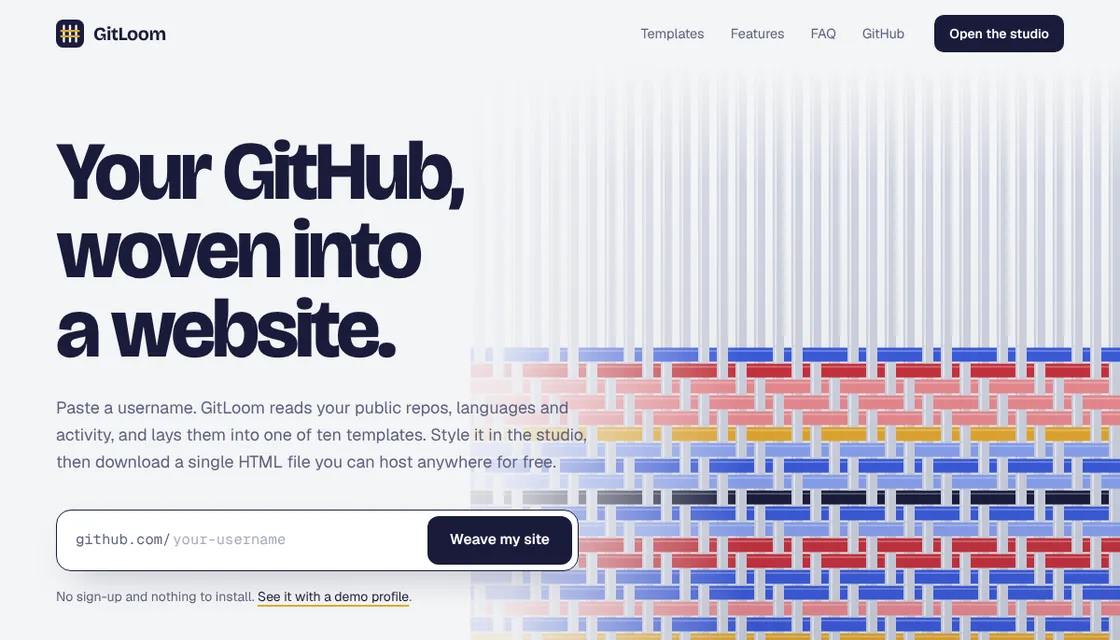 GitLoom
Templates
Features
FAQ
GitHub
Open the studio
Your GitHub,
woven into
a website.
Paste a username. GitLoom reads your public repos, languages and
activity, and lays them into one of ten templates. Style it in the studio,
then download a single HTML file you can host anywhere for free.
github.com/ your-username
Weave my site
No sign-up and nothing to install. See it with a demo profile.